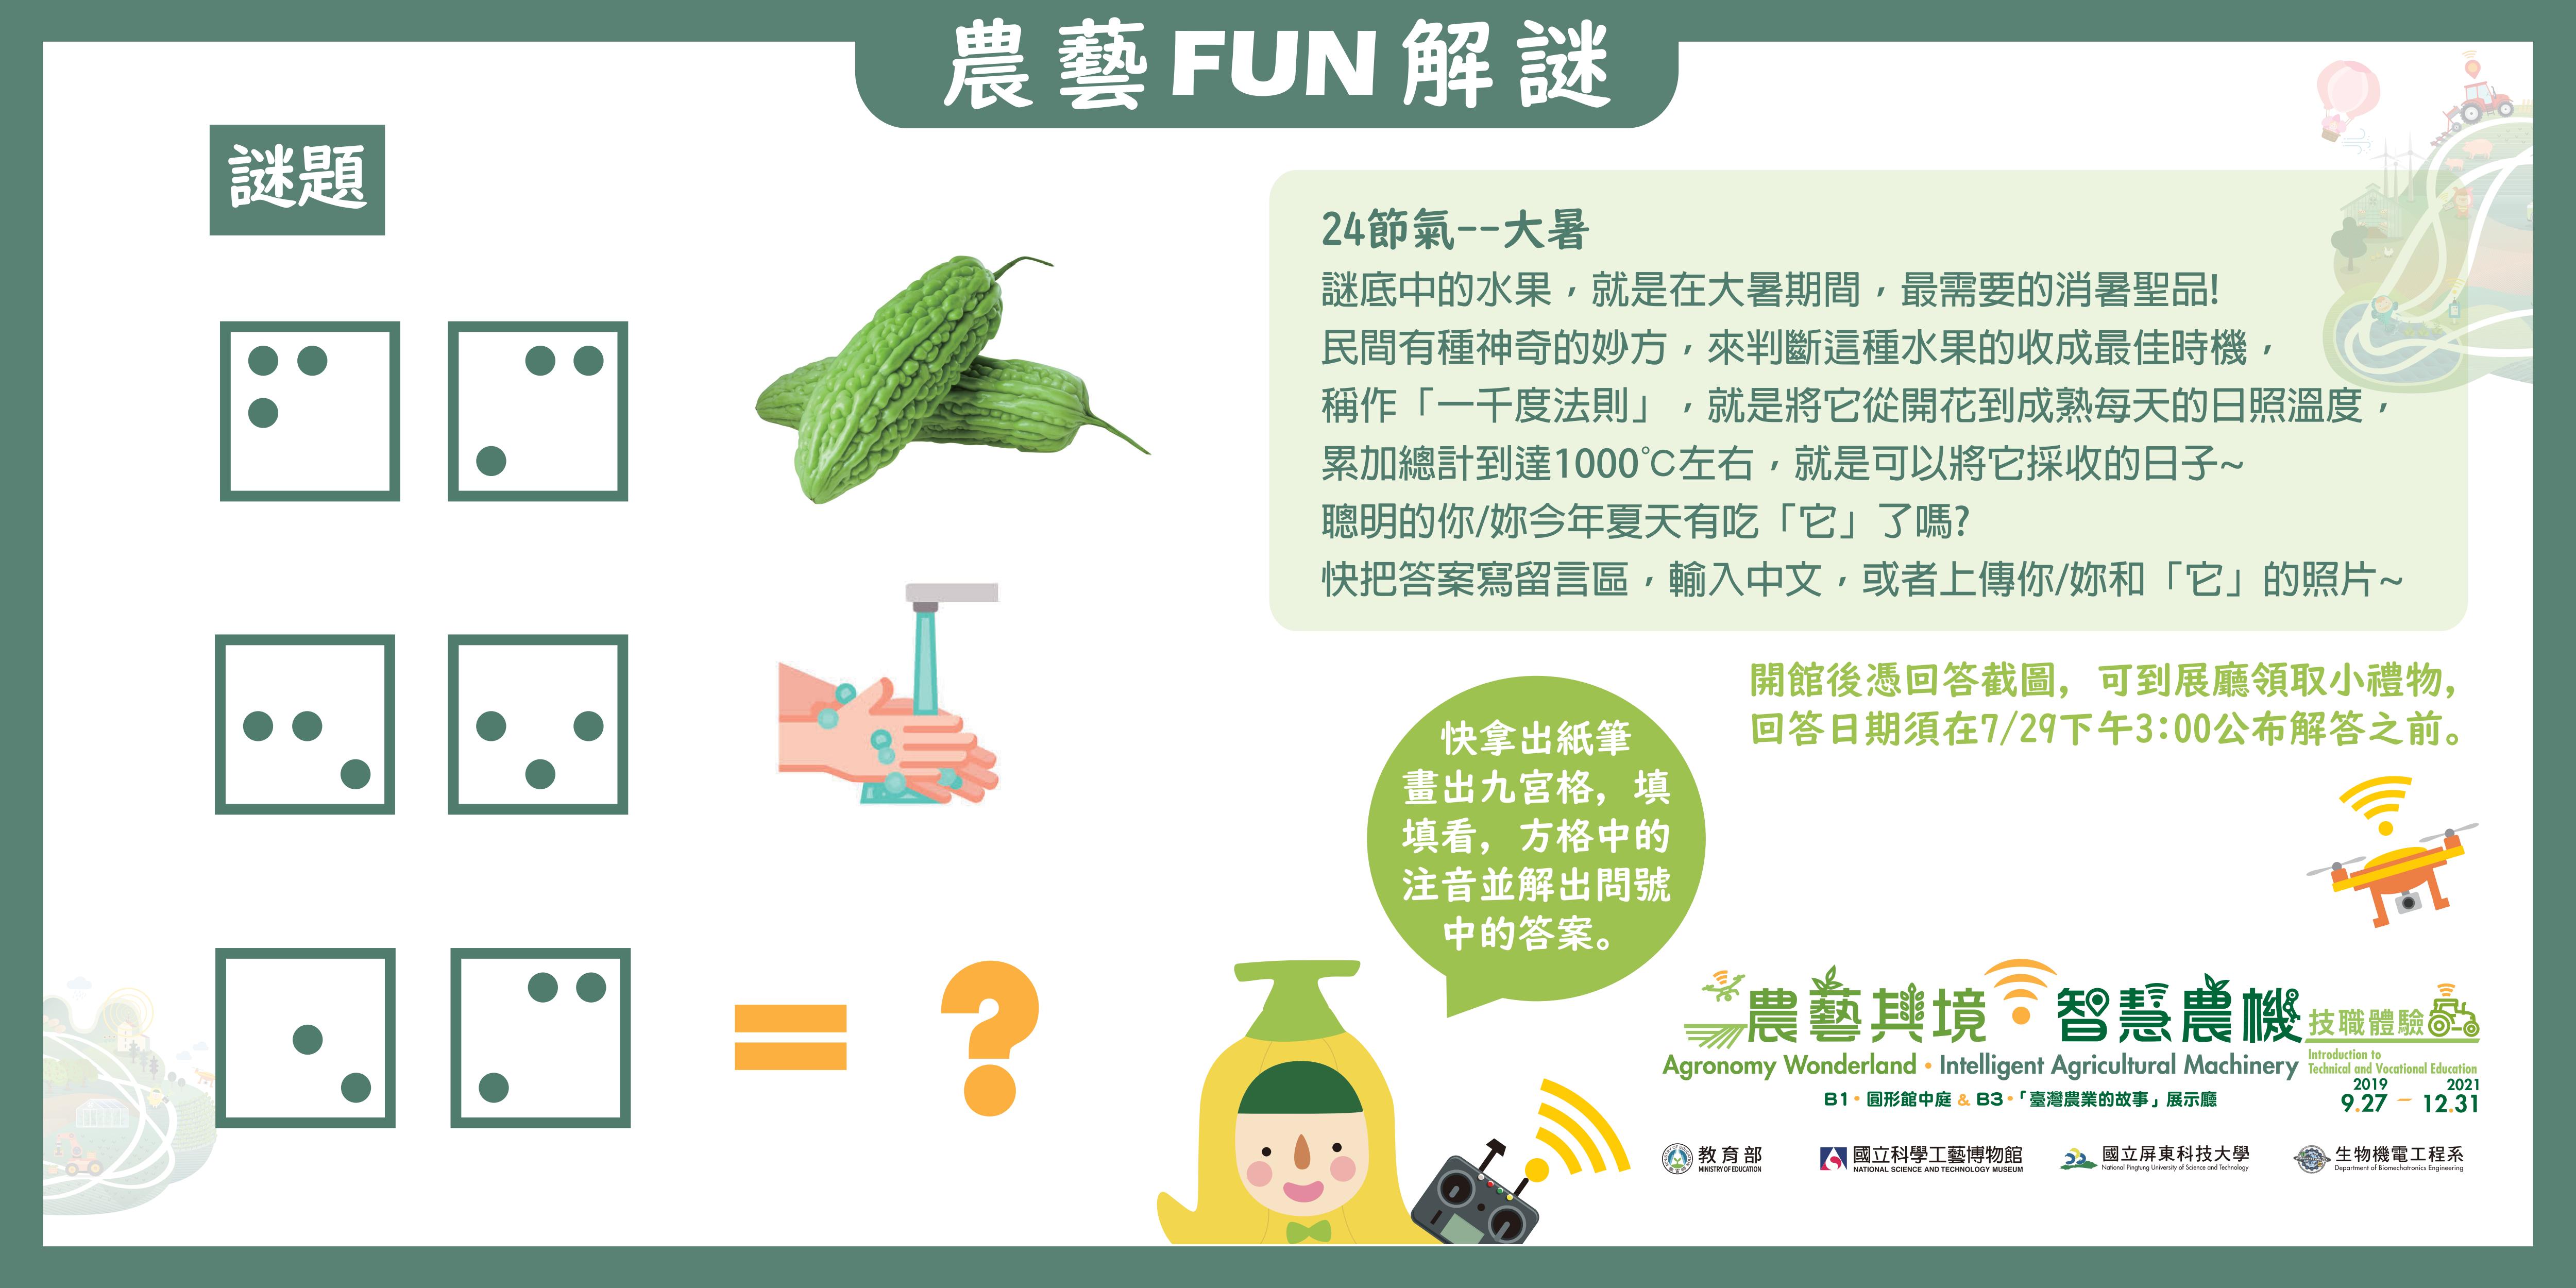 農藝FUN解謎
謎題
24節氣--大暑
謎底中的水果，就是在大暑期間，最需要的消暑聖品!
民間有種神奇的妙方，來判斷這種水果的收成最佳時機，
稱作「一千度法則」，就是將它從開花到成熟每天的日照溫度，
累加總計到達1000℃左右，就是可以將它採收的日子~
聰明的你/妳今年夏天有吃「它」了嗎?
快把答案寫留言區，輸入中文，或者上傳你/妳和「它」的照片~
開館後憑回答截圖，可到展廳領取小禮物，
回答日期須在7/29下午3:00公布解答之前。
快拿出紙筆
畫出九宮格，填
填看，方格中的
注音並解出問號
中的答案。
= ?
農藝其境 智慧農機 技職體驗
Agronomy Wonderland • Intelligent Agricultural Machinery
Introduction to
Technical and Vocational Education
2019 2021
9.27 – 12.31
B1•圓形館中庭 & B3•「臺灣農業的故事」展示廳
教育部
MINISTRY OF EDUCATION
國立科學工藝博物館
NATIONAL SCIENCE AND TECHNOLOGY MUSEUM
國立屏東科技大學
National Pingtung University of Science and Technology
生物機電工程系
Department of Biomechatronics Engineering